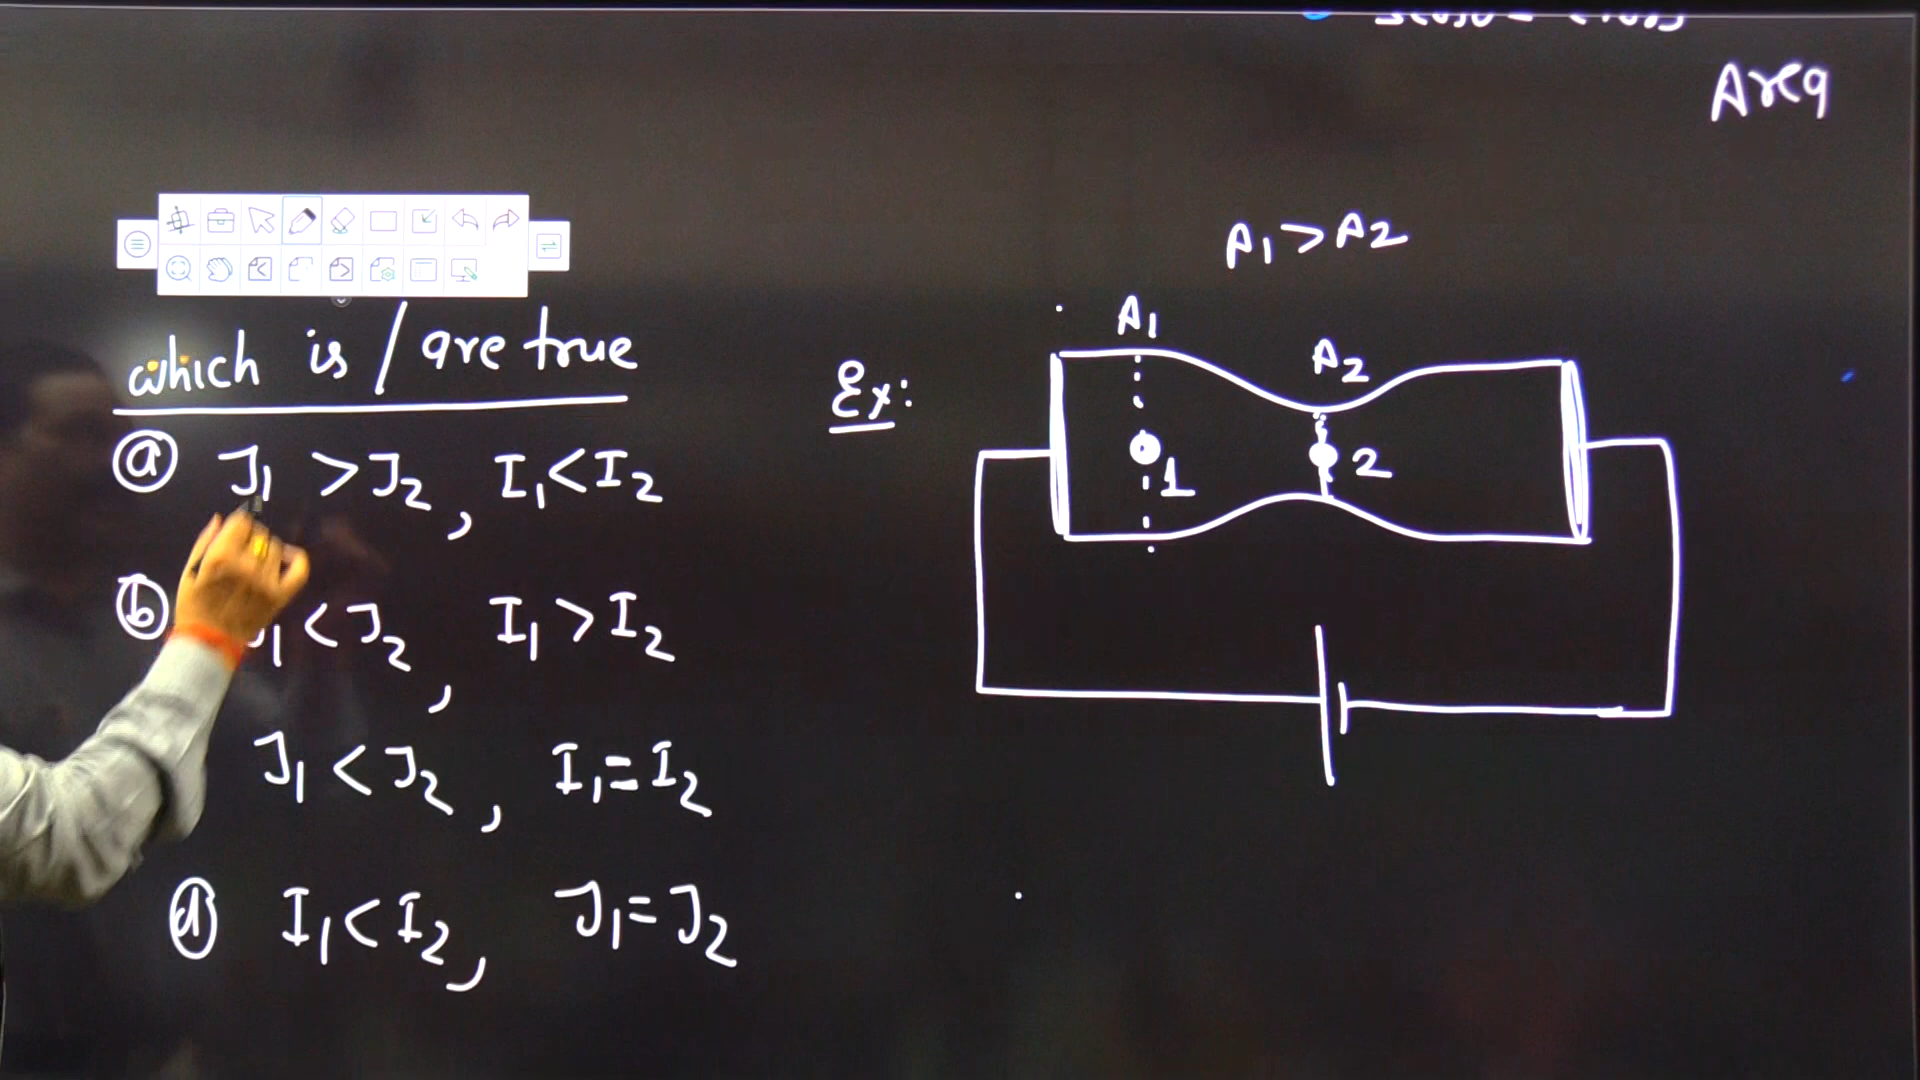 Area
which is / are true
ⓐ J₁ > J₂, I₁ < I₂
ⓑ J₁ < J₂, I₁ > I₂
J₁ < J₂, I₁ = I₂
ⓓ I₁ < I₂, J₁ = J₂
Ex:
A₁ > A₂
A₁
A₂
1
2